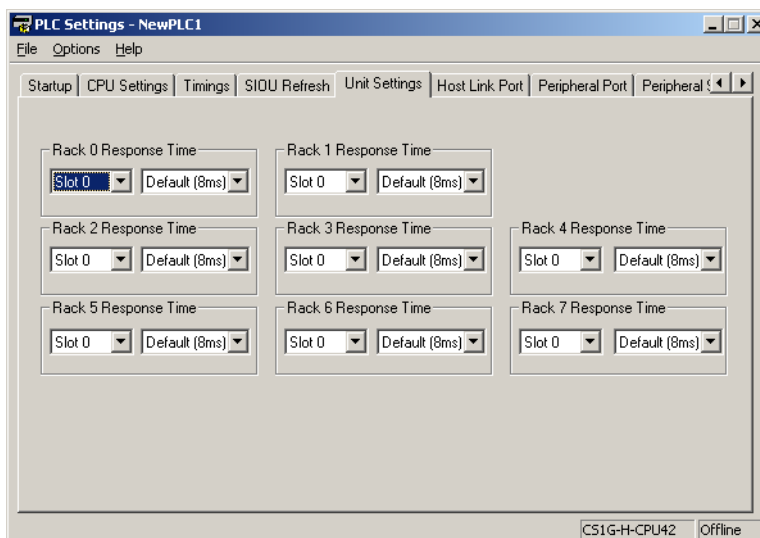 PLC Settings - NewPLC1
File Options Help
Startup CPU Settings Timings SIOU Refresh Unit Settings Host Link Port Peripheral Port Peripheral
Rack 0 Response Time Rack 1 Response Time
Slot 0 Default (8ms) Slot 0 Default (8ms)
Rack 2 Response Time Rack 3 Response Time Rack 4 Response Time
Slot 0 Default (8ms) Slot 0 Default (8ms) Slot 0 Default (8ms)
Rack 5 Response Time Rack 6 Response Time Rack 7 Response Time
Slot 0 Default (8ms) Slot 0 Default (8ms) Slot 0 Default (8ms)
CS1G-H-CPU42 Offline